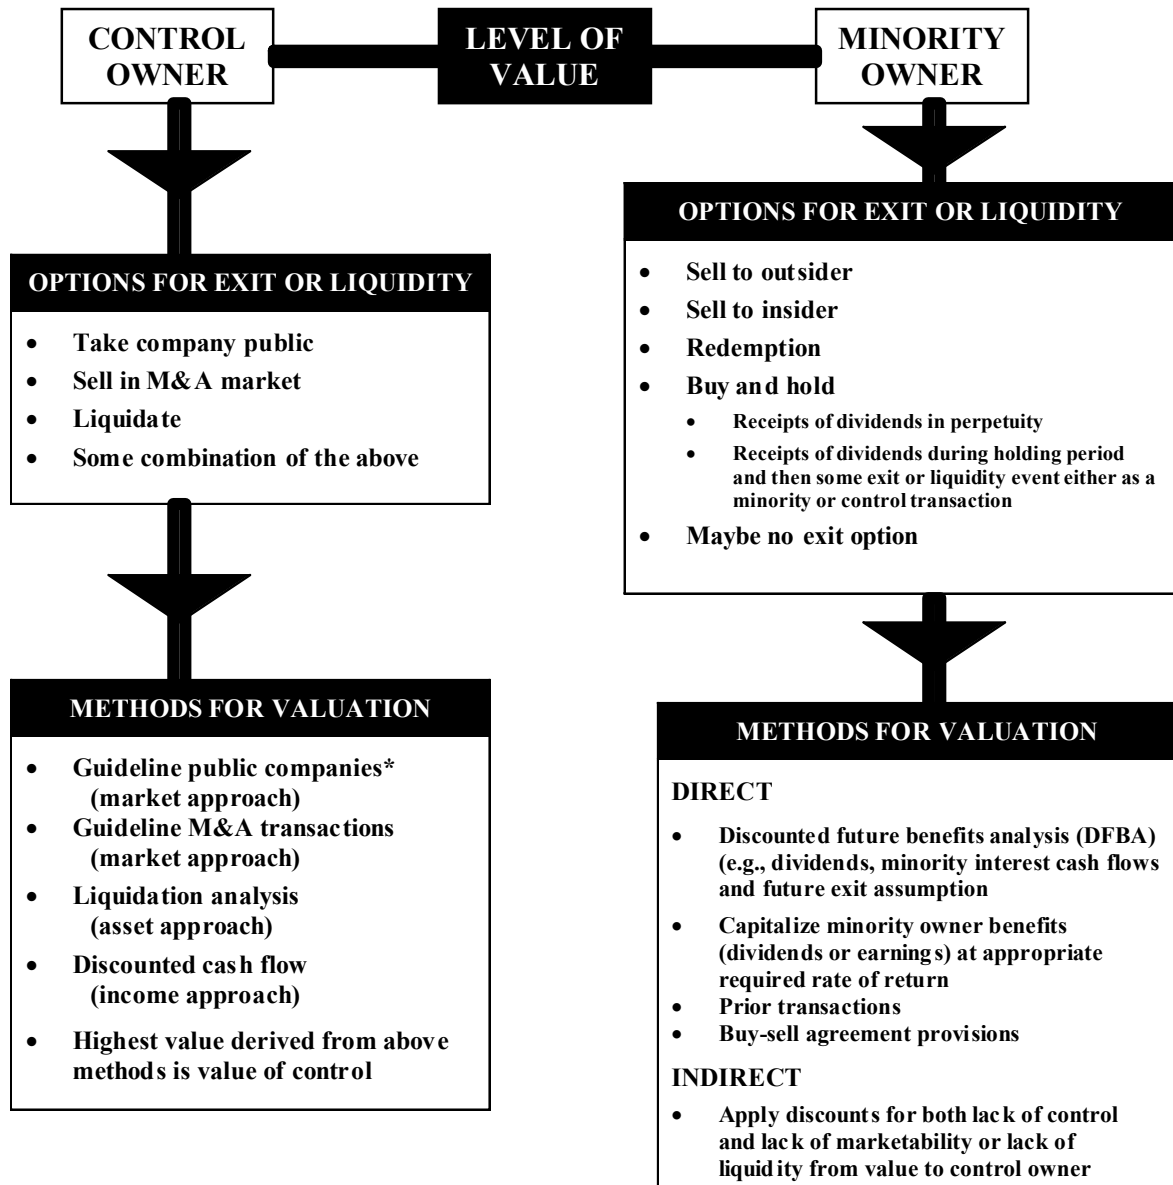 CONTROL
OWNER
LEVEL OF
VALUE
MINORITY
OWNER
OPTIONS FOR EXIT OR LIQUIDITY
• Take company public
• Sell in M&A market
• Liquidate
• Some combination of the above
METHODS FOR VALUATION
• Guideline public companies*
(market approach)
• Guideline M&A transactions
(market approach)
• Liquidation analysis
(asset approach)
• Discounted cash flow
(income approach)
• Highest value derived from above
methods is value of control
OPTIONS FOR EXIT OR LIQUIDITY
• Sell to outsider
• Sell to insider
• Redemption
• Buy and hold
• Receipts of dividends in perpetuity
• Receipts of dividends during holding period
and then some exit or liquidity event either as a
minority or control transaction
• Maybe no exit option
METHODS FOR VALUATION
DIRECT
• Discounted future benefits analysis (DFBA)
(e.g., dividends, minority interest cash flows
and future exit assumption
• Capitalize minority owner benefits
(dividends or earnings) at appropriate
required rate of return
• Prior transactions
• Buy-sell agreement provisions
INDIRECT
• Apply discounts for both lack of control
and lack of marketability or lack of
liquidity from value to control owner